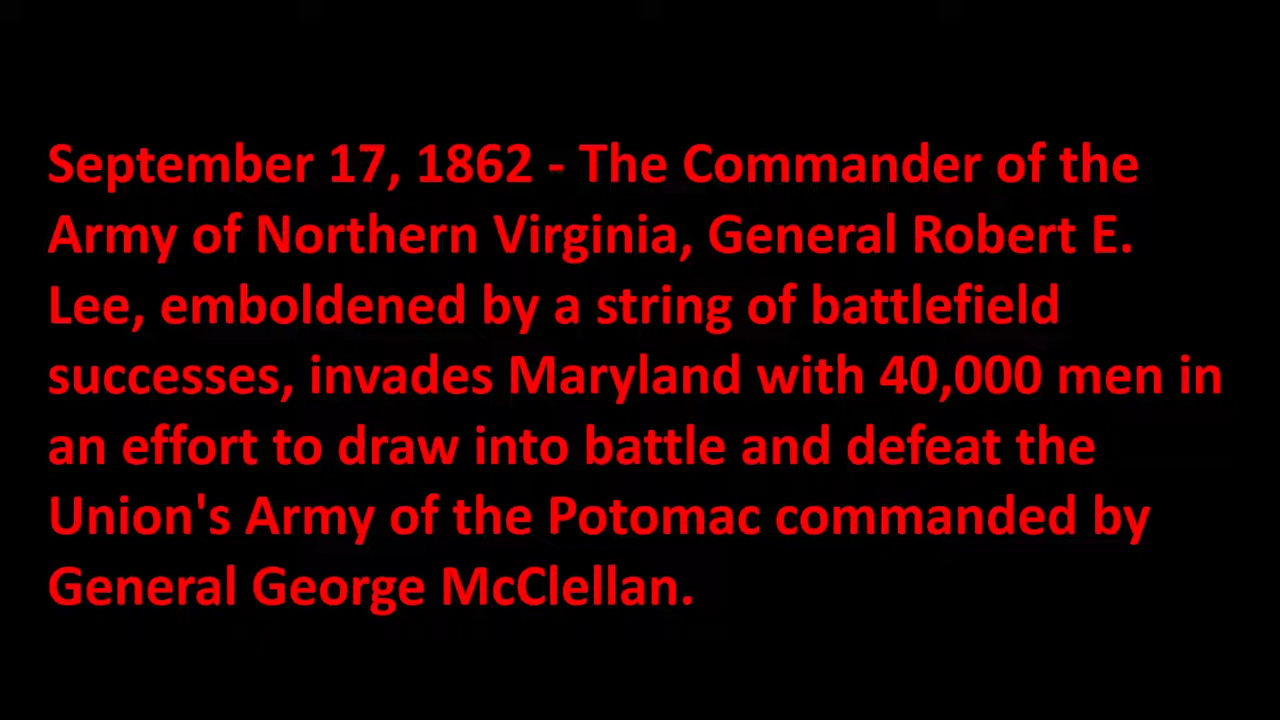 September 17, 1862 - The Commander of the
Army of Northern Virginia, General Robert E.
Lee, emboldened by a string of battlefield
successes, invades Maryland with 40,000 men in
an effort to draw into battle and defeat the
Union's Army of the Potomac commanded by
General George McClellan.